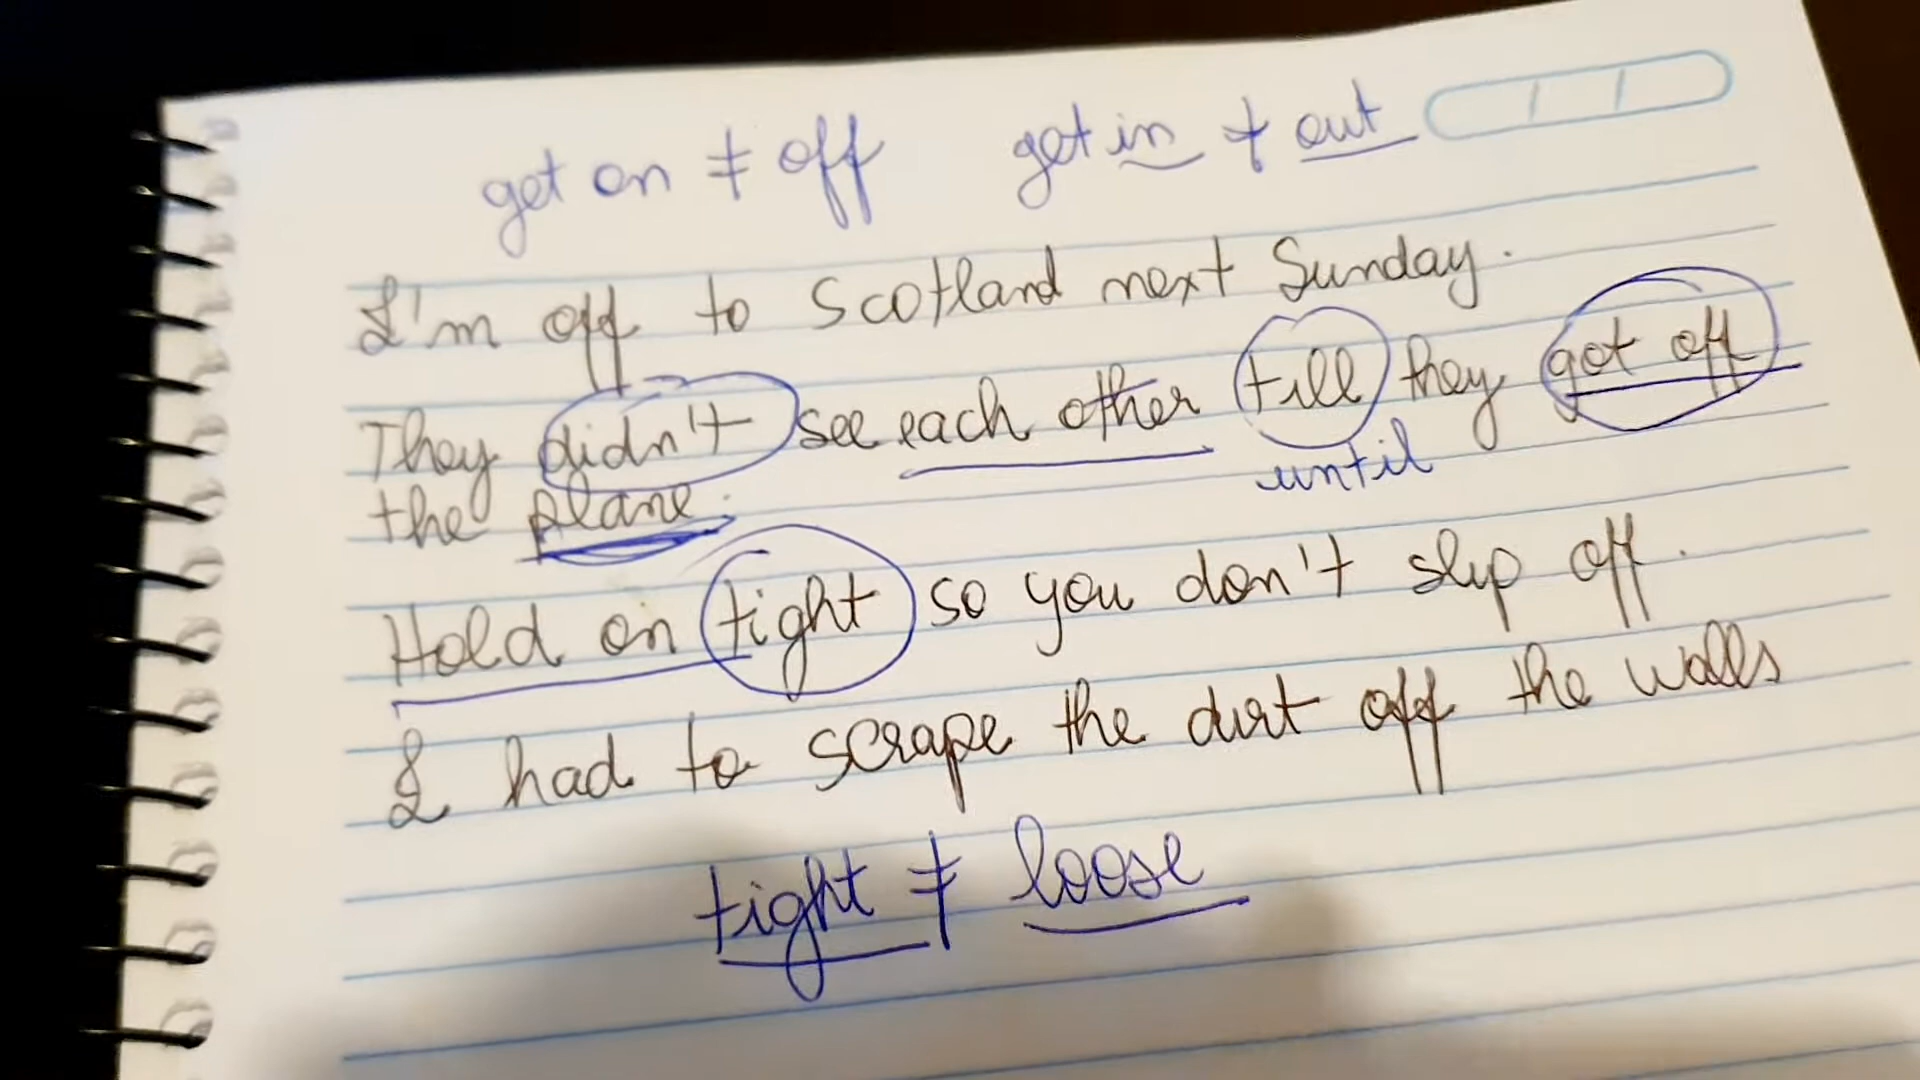 get on ≠ off   get in ≠ out
I'm off to Scotland next Sunday.
They didn't see each other till they got off
until
the plane.
Hold on tight so you don't slip off.
I had to scrape the dirt off the walls
tight ≠ loose